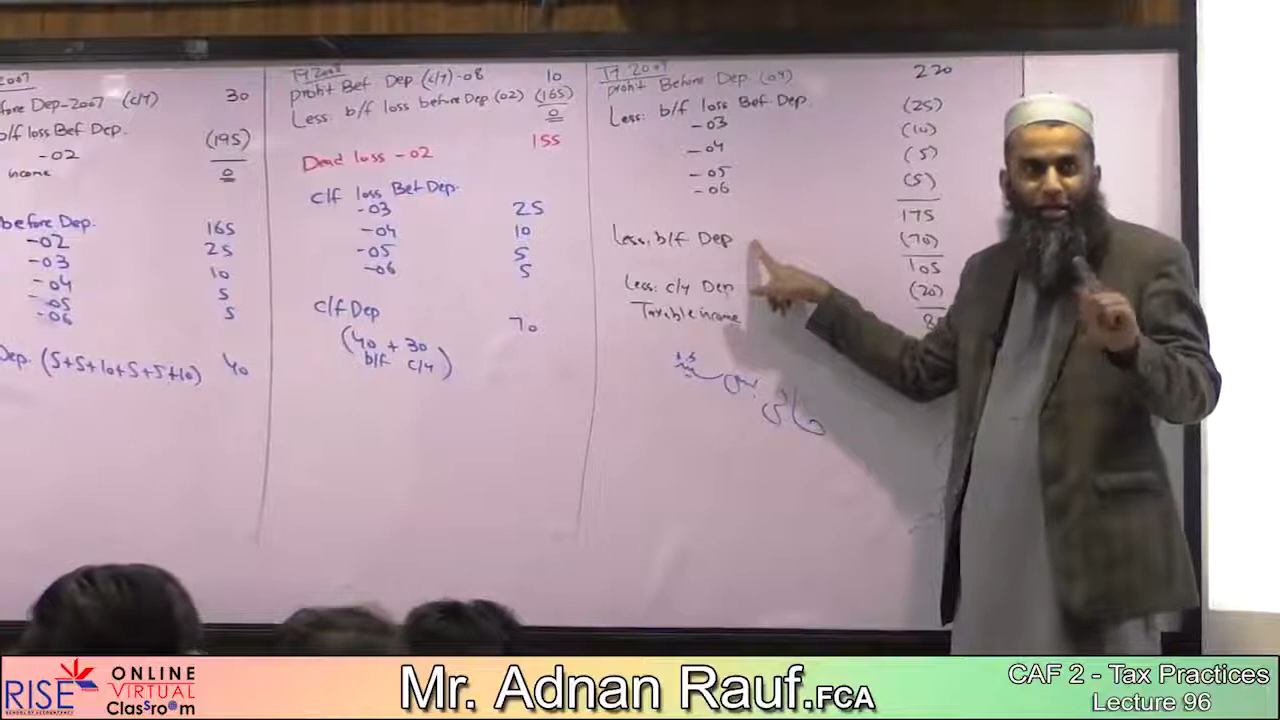 2007
fore Dep-2007 (c/y) 30
b/f loss Bef Dep. (195)
-02
income 0
before Dep. 165
-02 25
-03 10
-04 5
-05 5
-06
Dep. (5+5+10+5+5+10) 40
TY 2008
profit Bef Dep (c/y)-08 10
Less: b/f loss before Dep (02) (165)
0
Dead loss -02 155
c/f loss Bef Dep.
-03 25
-04 10
-05 5
-06 5
c/f Dep 70
(40 + 30
b/f c/y)
TY 2009
profit Before Dep (09) 220
Less: b/f loss Bef Dep.
-03 (25)
-04 (10)
-05 (5)
-06 (5)
175
Less: b/f Dep (70)
105
Less: c/y Dep (20)
Taxable income 8
RISE
ONLINE
VIRTUAL
Classroom
Mr. Adnan Rauf.FCA
CAF 2 - Tax Practices
Lecture 96